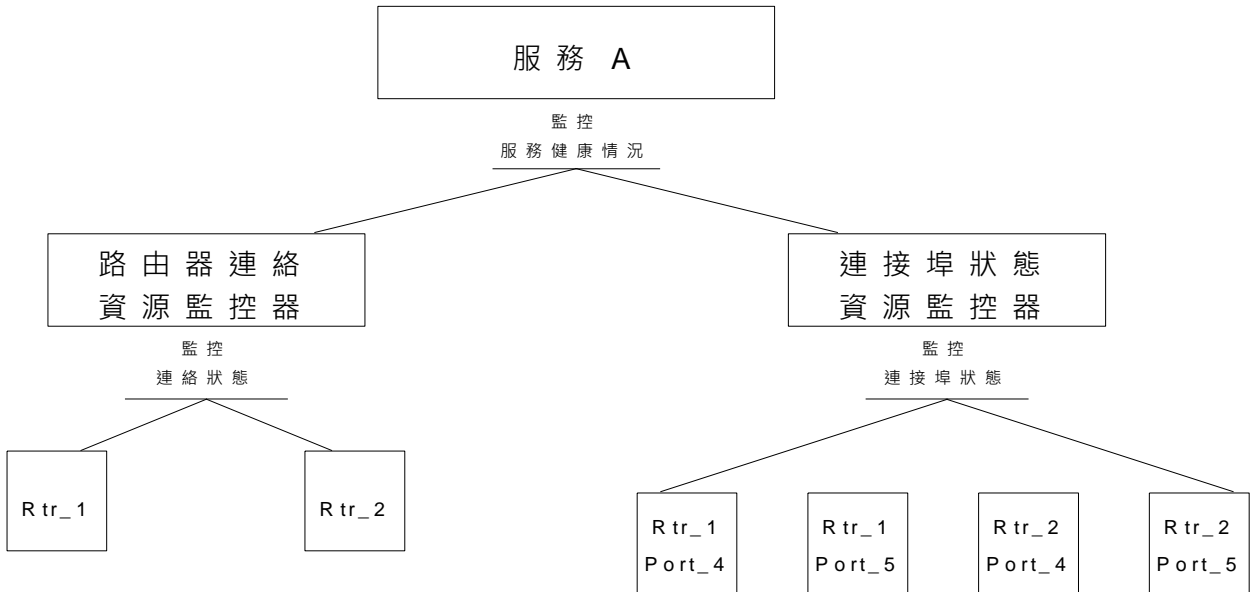 服務 A
監控
服務健康情況
路由器連絡
資源監控器
連接埠狀態
資源監控器
監控
連絡狀態
監控
連接埠狀態
Rtr_1
Rtr_2
Rtr_1
Port_4
Rtr_1
Port_5
Rtr_2
Port_4
Rtr_2
Port_5